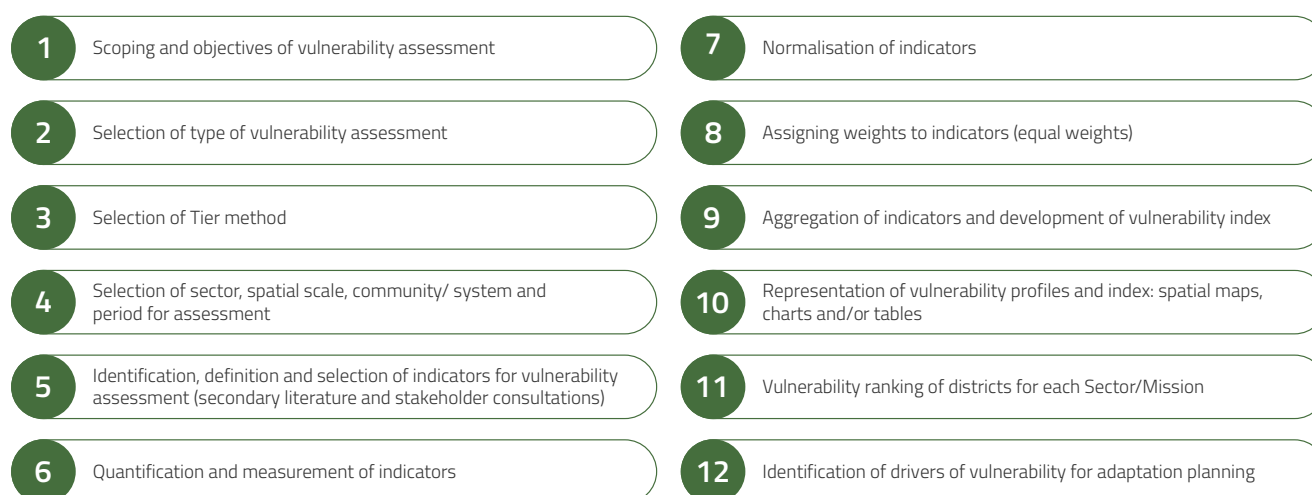 1
Scoping and objectives of vulnerability assessment
2
Selection of type of vulnerability assessment
3
Selection of Tier method
4
Selection of sector, spatial scale, community/ system and
period for assessment
5
Identification, definition and selection of indicators for vulnerability
assessment (secondary literature and stakeholder consultations)
6
Quantification and measurement of indicators
7
Normalisation of indicators
8
Assigning weights to indicators (equal weights)
9
Aggregation of indicators and development of vulnerability index
10
Representation of vulnerability profiles and index: spatial maps,
charts and/or tables
11
Vulnerability ranking of districts for each Sector/Mission
12
Identification of drivers of vulnerability for adaptation planning